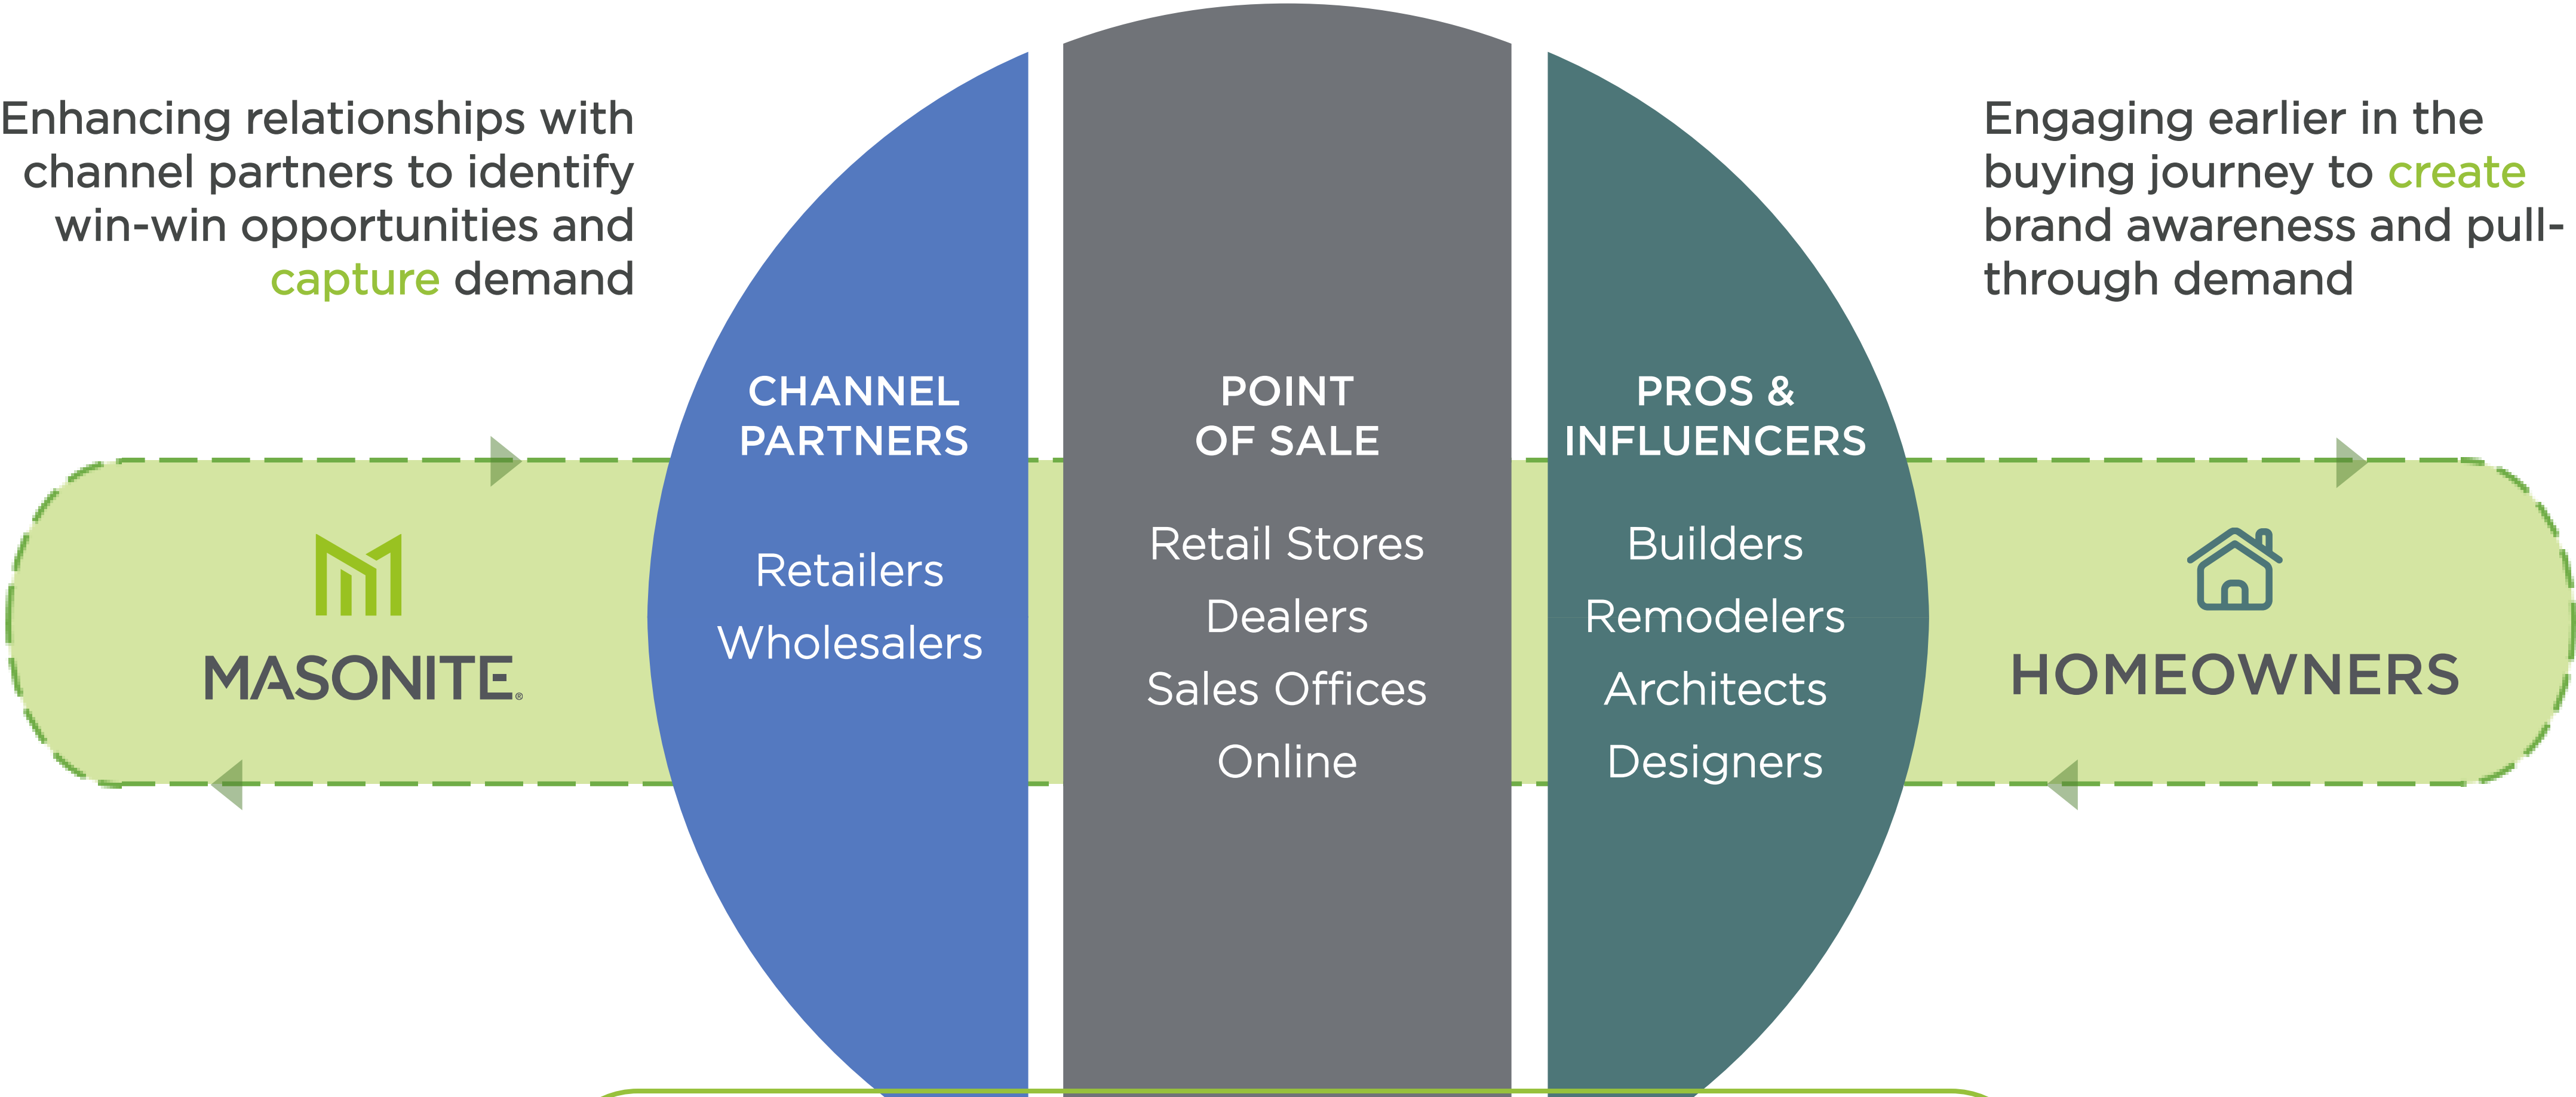 Enhancing relationships with
channel partners to identify
win-win opportunities and
capture demand
Engaging earlier in the
buying journey to create
brand awareness and pull-
through demand
MASONITE®
CHANNEL
PARTNERS
Retailers
Wholesalers
POINT
OF SALE
Retail Stores
Dealers
Sales Offices
Online
PROS &
INFLUENCERS
Builders
Remodelers
Architects
Designers
HOMEOWNERS